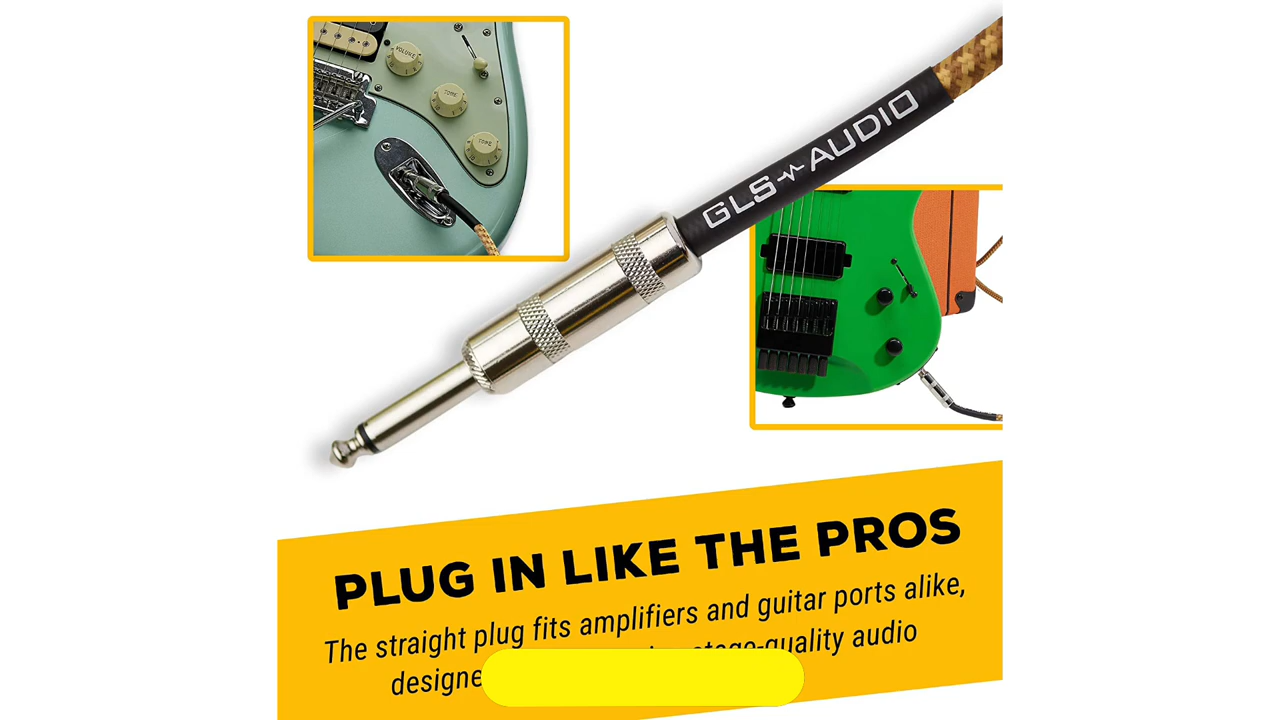 VOLUME
TONE
TONE
GLS AUDIO
PLUG IN LIKE THE PROS
The straight plug fits amplifiers and guitar ports alike,
stage-quality audio